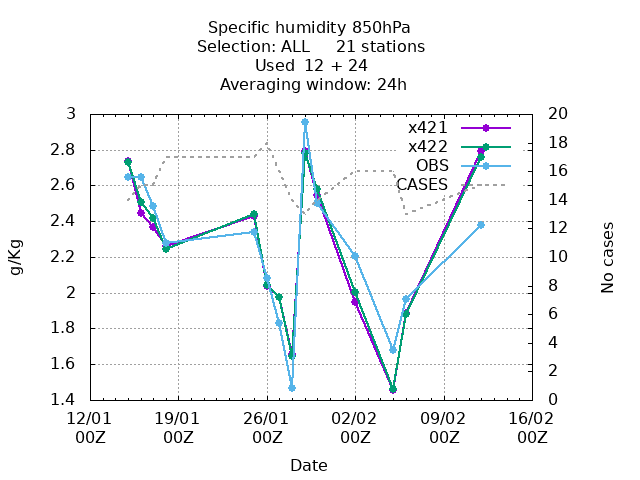 Specific humidity 850hPa
Selection: ALL     21 stations
Used  12 + 24
Averaging window: 24h
3
2.8
2.6
2.4
2.2
2
1.8
1.6
1.4
20
18
16
14
12
10
8
6
4
2
0
x421
x422
OBS
CASES
g/Kg
No cases
12/01 19/01 26/01 02/02 09/02 16/02
00Z 00Z 00Z 00Z 00Z 00Z
Date